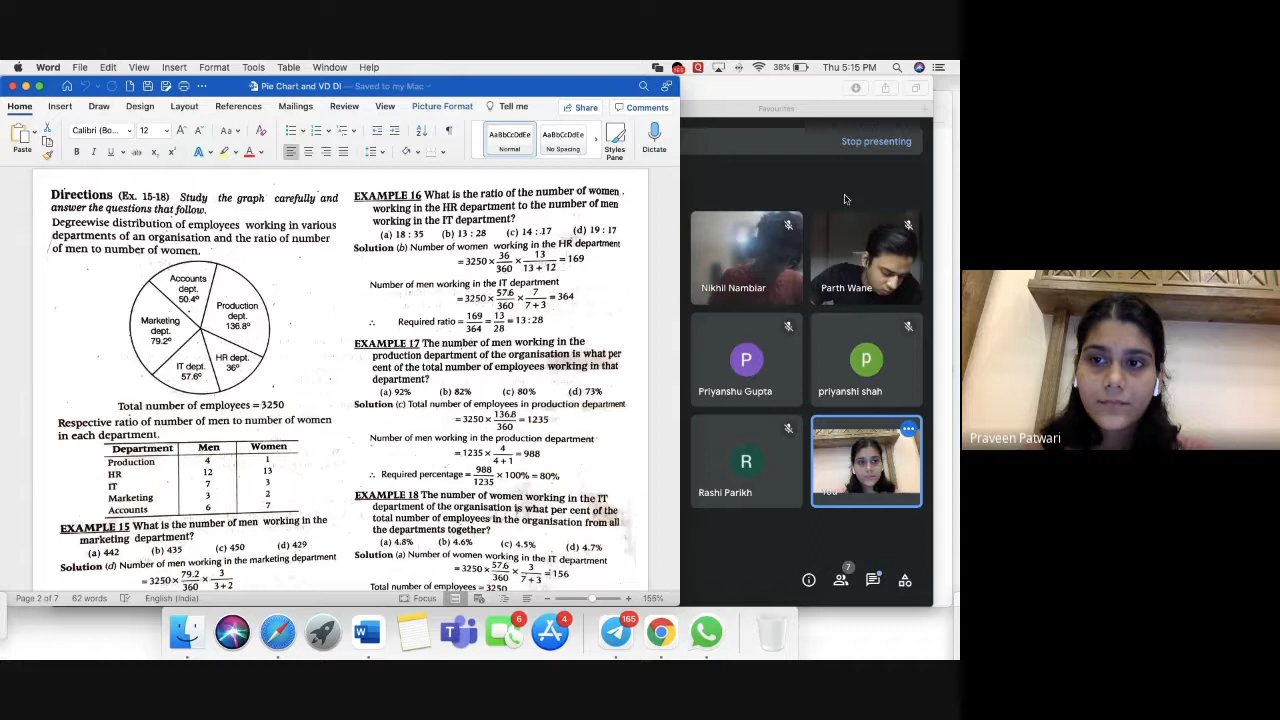 Word File Edit View Insert Format Tools Table Window Help
38% Thu 5:15 PM
Pie Chart and VD DI — Saved to my Mac
Home Insert Draw Design Layout References Mailings Review View Picture Format Tell me
Share Comments
Paste
Calibri (Bo... 12
AaBbCcDdEe AaBbCcDdEe
Normal No Spacing
Styles Pane
Dictate
Directions (Ex. 15-18) Study the graph carefully and
answer the questions that follow.
Degreewise distribution of employees working in various
departments of an organisation and the ratio of number
of men to number of women.
Accounts
dept.
50.4°
Production
dept.
136.8°
Marketing
dept.
79.2°
HR dept.
36°
IT dept.
57.6°
Total number of employees = 3250
Respective ratio of number of men to number of women
in each department.
Department Men Women
Production 4 1
HR 12 13
IT 7 3
Marketing 3 2
Accounts 6 7
EXAMPLE 15 What is the number of men working in the
marketing department?
(a) 442 (b) 435 (c) 450 (d) 429
Solution (d) Number of men working in the marketing department
= 3250 × 79.2/360 × 3/3 + 2
EXAMPLE 16 What is the ratio of the number of women
working in the HR department to the number of men
working in the IT department?
(a) 18 : 35 (b) 13 : 28 (c) 14 : 17 (d) 19 : 17
Solution (b) Number of women working in the HR department
= 3250 × 36/360 × 13/13 + 12 = 169
Number of men working in the IT department
= 3250 × 57.6/360 × 7/7 + 3 = 364
∴ Required ratio = 169/364 = 13/28 = 13 : 28
EXAMPLE 17 The number of men working in the
production department of the organisation is what per
cent of the total number of employees working in that
department?
(a) 92% (b) 82% (c) 80% (d) 73%
Solution (c) Total number of employees in production department
= 3250 × 136.8/360 = 1235
Number of men working in the production department
= 1235 × 4/4 + 1 = 988
∴ Required percentage = 988/1235 × 100% = 80%
EXAMPLE 18 The number of women working in the IT
department of the organisation is what per cent of the
total number of employees in the organisation from all
the departments together?
(a) 4.8% (b) 4.6% (c) 4.5% (d) 4.7%
Solution (a) Number of women working in the IT department
= 3250 × 57.6/360 × 3/7 + 3 = 156
Total number of employees = 3250
Page 2 of 7 62 words English (India) Focus 155%
Favourites
Stop presenting
Nikhil Nambiar
Parth Wane
P
Priyanshu Gupta
p
priyanshi shah
R
Rashi Parikh
You
7
6
4
165
Praveen Patwari